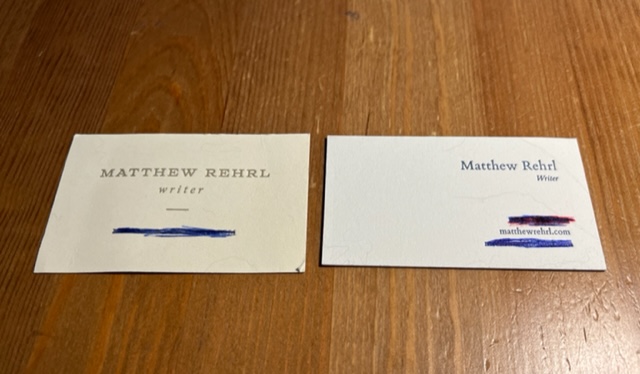 MATTHEW REHRL
writer
Matthew Rehrl
Writer
matthewrehrl.com